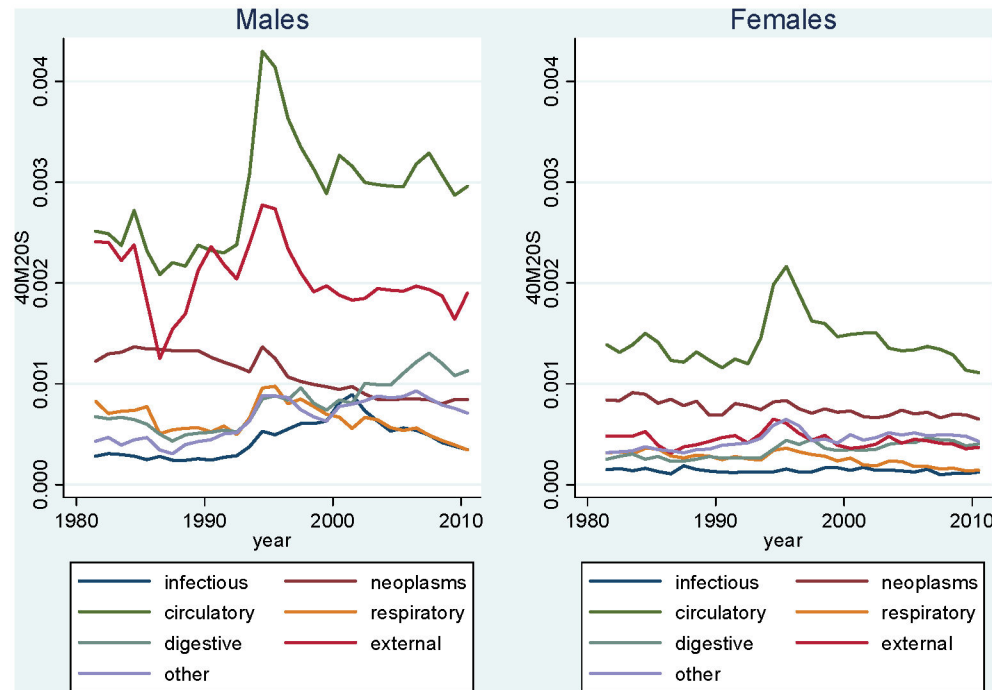 Males
0.004
0.003
0.002
0.001
0.000
40M20S
1980
1990
2000
2010
year
infectious
neoplasms
circulatory
respiratory
digestive
external
other
Females
0.004
0.003
0.002
0.001
0.000
40M20S
1980
1990
2000
2010
year
infectious
neoplasms
circulatory
respiratory
digestive
external
other